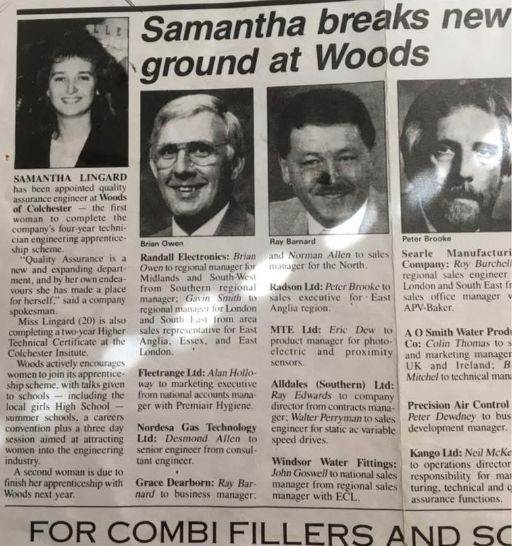 Samantha breaks new
ground at Woods
SAMANTHA LINGARD
has been appointed quality
assurance engineer at Woods
of Colchester — the first
woman to complete the
company's four-year techni-
cian engineering apprentice-
ship scheme.
"Quality Assurance is a
new and expanding depart-
ment, and by her own endea-
vours she has made a place
for herself," said a company
spokesman.
Miss Lingard (20) is also
completing a two-year Higher
Technical Certificate at the
Colchester Insitute.
Woods actively encourages
women to join its apprentice-
ship scheme, with talks given
to schools — including the
local girls High School —
summer schools, a careers
convention plus a three day
session aimed at attracting
women into the engineering
industry.
A second woman is due to
finish her apprenticeship with
Woods next year.
Brian Owen
Randall Electronics: Brian
Owen to regional manager for
Midlands and South-West
from Southern regional
manager; Gavin Smith to
regional manager for London
and South East from area
sales representative for East
Anglia, Essex, and East
London.
Fleetrange Ltd: Alan Hollo-
way to marketing executive
from national accounts mana-
ger with Premiair Hygiene.
Nordesa Gas Technology
Ltd: Desmond Allen to
senior engineer from consul-
tant engineer.
Grace Dearborn: Ray Bar-
nard to business manager;
Ray Barnard
and Norman Allen to sales
manager for the North.
Radson Ltd: Peter Brooke to
sales executive for East
Anglia region.
MTE Ltd: Eric Dew to
product manager for photo-
electric and proximity
sensors.
Alldales (Southern) Ltd:
Ray Edwards to company
director from contracts mana-
ger; Walter Perryman to sales
engineer for static ac variable
speed drives.
Windsor Water Fittings:
John Goswell to national sales
manager from regional sales
manager with ECL.
Peter Brooke
Searle Manufacturi
Company: Roy Burchell
regional sales engineer
London and South East fr
sales office manager w
APV-Baker.
A O Smith Water Produ
Co: Colin Thomas to s
and marketing manager
UK and Ireland; B
Mitchel to technical mana
Precision Air Control
Peter Dewdney to bus
development manager.
Kango Ltd: Neil McKe
to operations director
responsibility for man
turing, technical and q
assurance functions.
FOR COMBI FILLERS AND SC